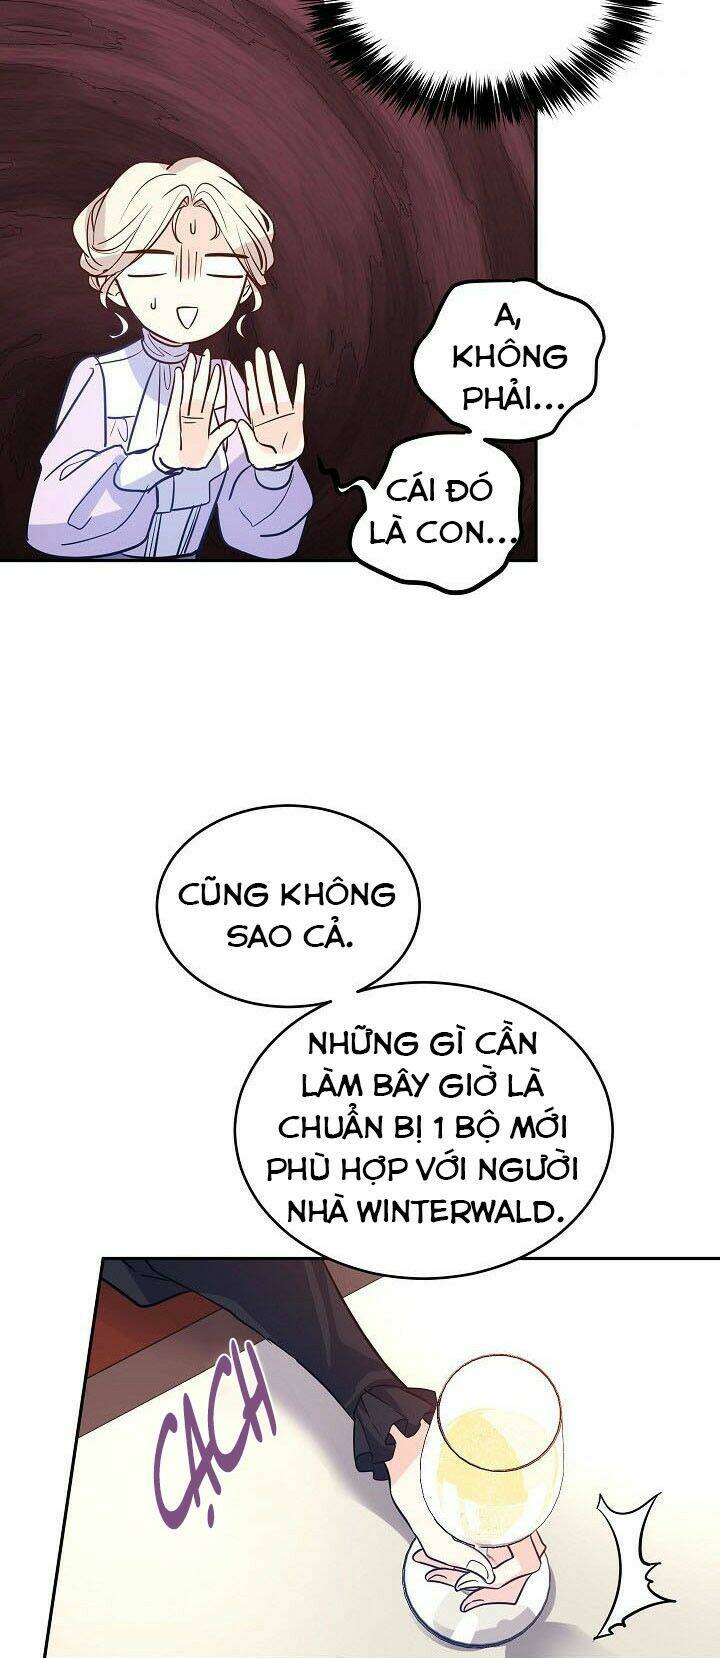 A,
KHÔNG
PHẢI...
CÁI ĐÓ
LÀ CON...
CŨNG KHÔNG
SAO CẢ.
NHỮNG GÌ CẦN
LÀM BÂY GIỜ LÀ
CHUẨN BỊ 1 BỘ MỚI
PHÙ HỢP VỚI NGƯỜI
NHÀ WINTERWALD.
CẠCH